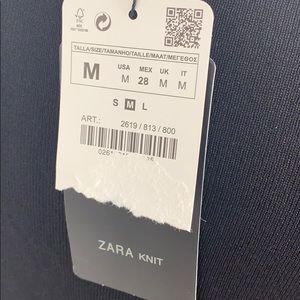 TALLA/SIZE/TAMANHO/TAILLE/MAAT/ΜΕΓΕΘΟΣ
M
USA MEX UK IT
M 28 M M
S M L
ART.: 2619 / 813 / 800
ZARA KNIT